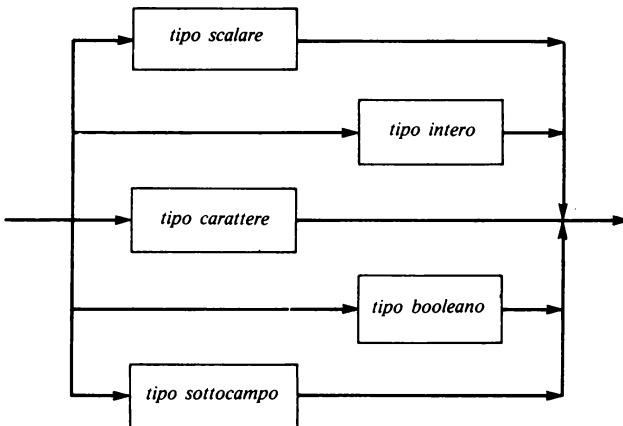 tipo scalare
tipo intero
tipo carattere
tipo booleano
tipo sottocampo